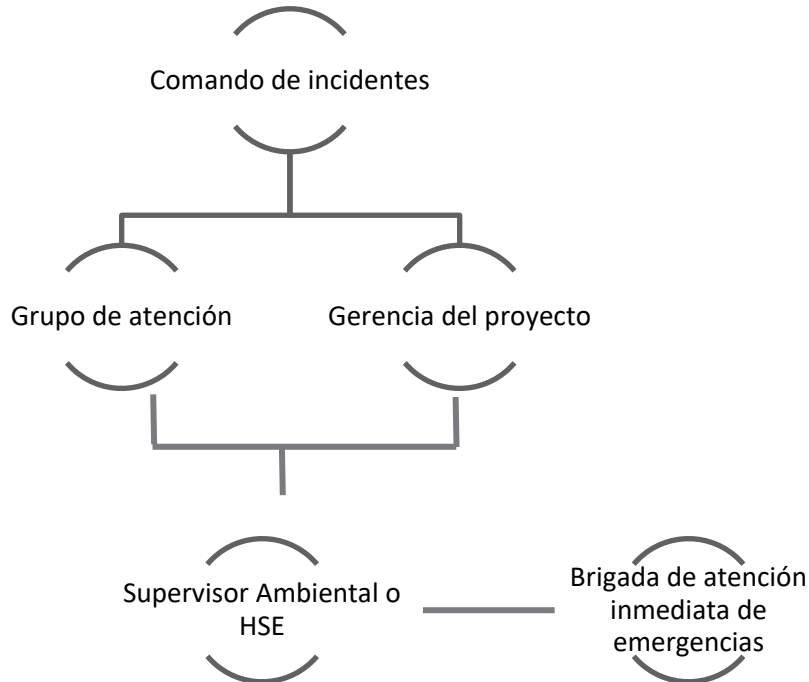 Comando de incidentes
Grupo de atención
Gerencia del proyecto
Supervisor Ambiental o
HSE
Brigada de atención
inmediata de
emergencias